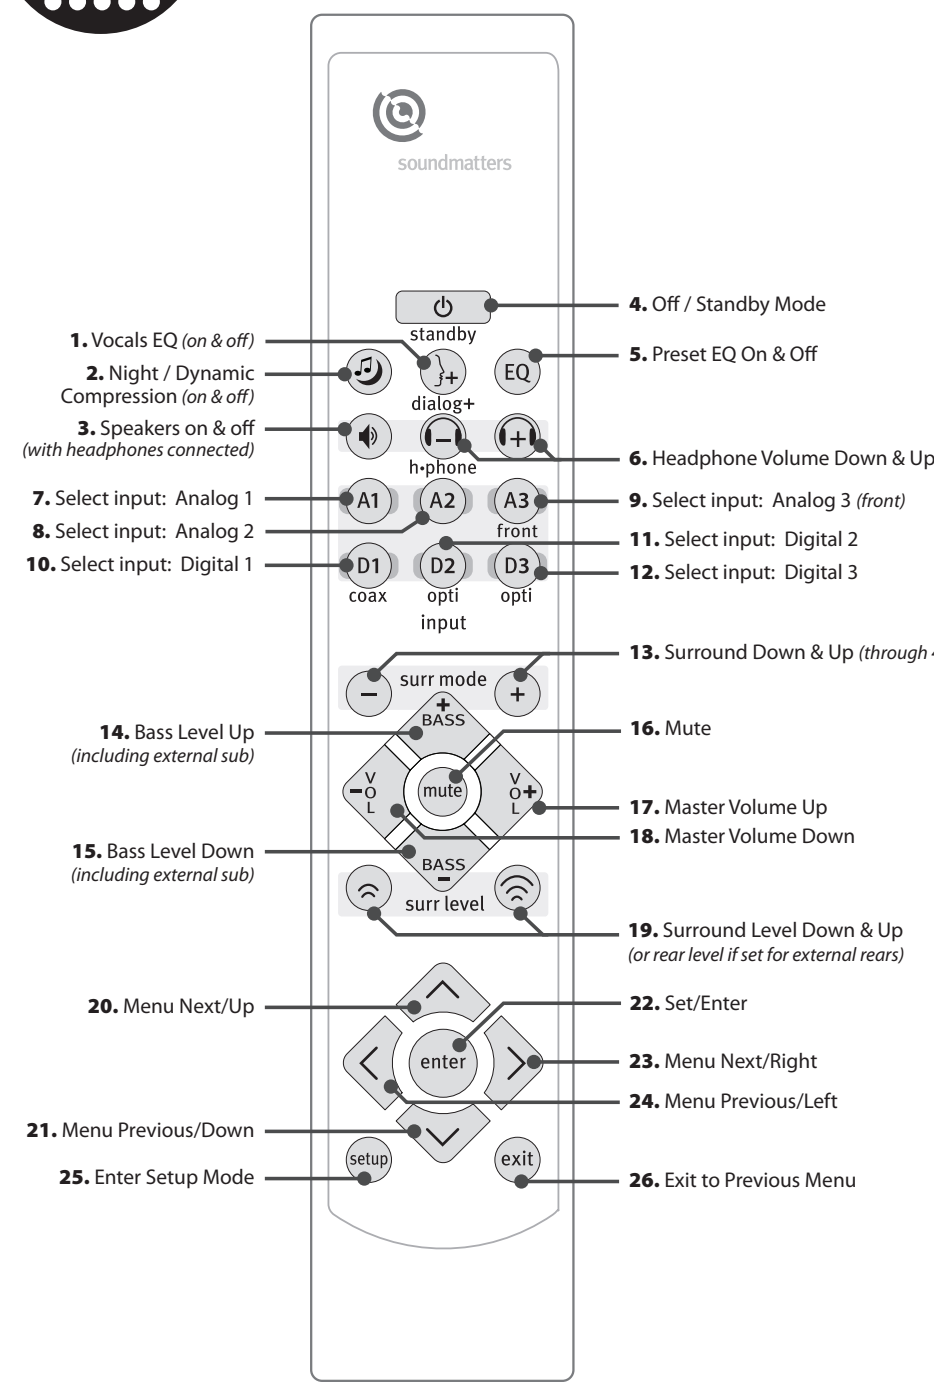 soundmatters
standby
dialog+
EQ
h•phone
A1 A2 A3
front
D1 D2 D3
coax opti opti
input
surr mode
− +
+
BASS
− VOL mute VOL +
BASS
−
surr level
enter
setup exit
1. Vocals EQ (on & off)
2. Night / Dynamic
Compression (on & off)
3. Speakers on & off
(with headphones connected)
7. Select input: Analog 1
8. Select input: Analog 2
10. Select input: Digital 1
14. Bass Level Up
(including external sub)
15. Bass Level Down
(including external sub)
20. Menu Next/Up
21. Menu Previous/Down
25. Enter Setup Mode
4. Off / Standby Mode
5. Preset EQ On & Off
6. Headphone Volume Down & Up
9. Select input: Analog 3 (front)
11. Select input: Digital 2
12. Select input: Digital 3
13. Surround Down & Up (through
16. Mute
17. Master Volume Up
18. Master Volume Down
19. Surround Level Down & Up
(or rear level if set for external rears)
22. Set/Enter
23. Menu Next/Right
24. Menu Previous/Left
26. Exit to Previous Menu